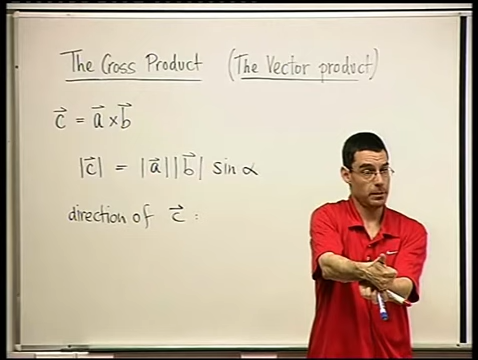 The Cross Product (The Vector product)
c⃗ = a⃗ × b⃗
|c⃗| = |a⃗||b⃗| sin α
direction of c⃗ :